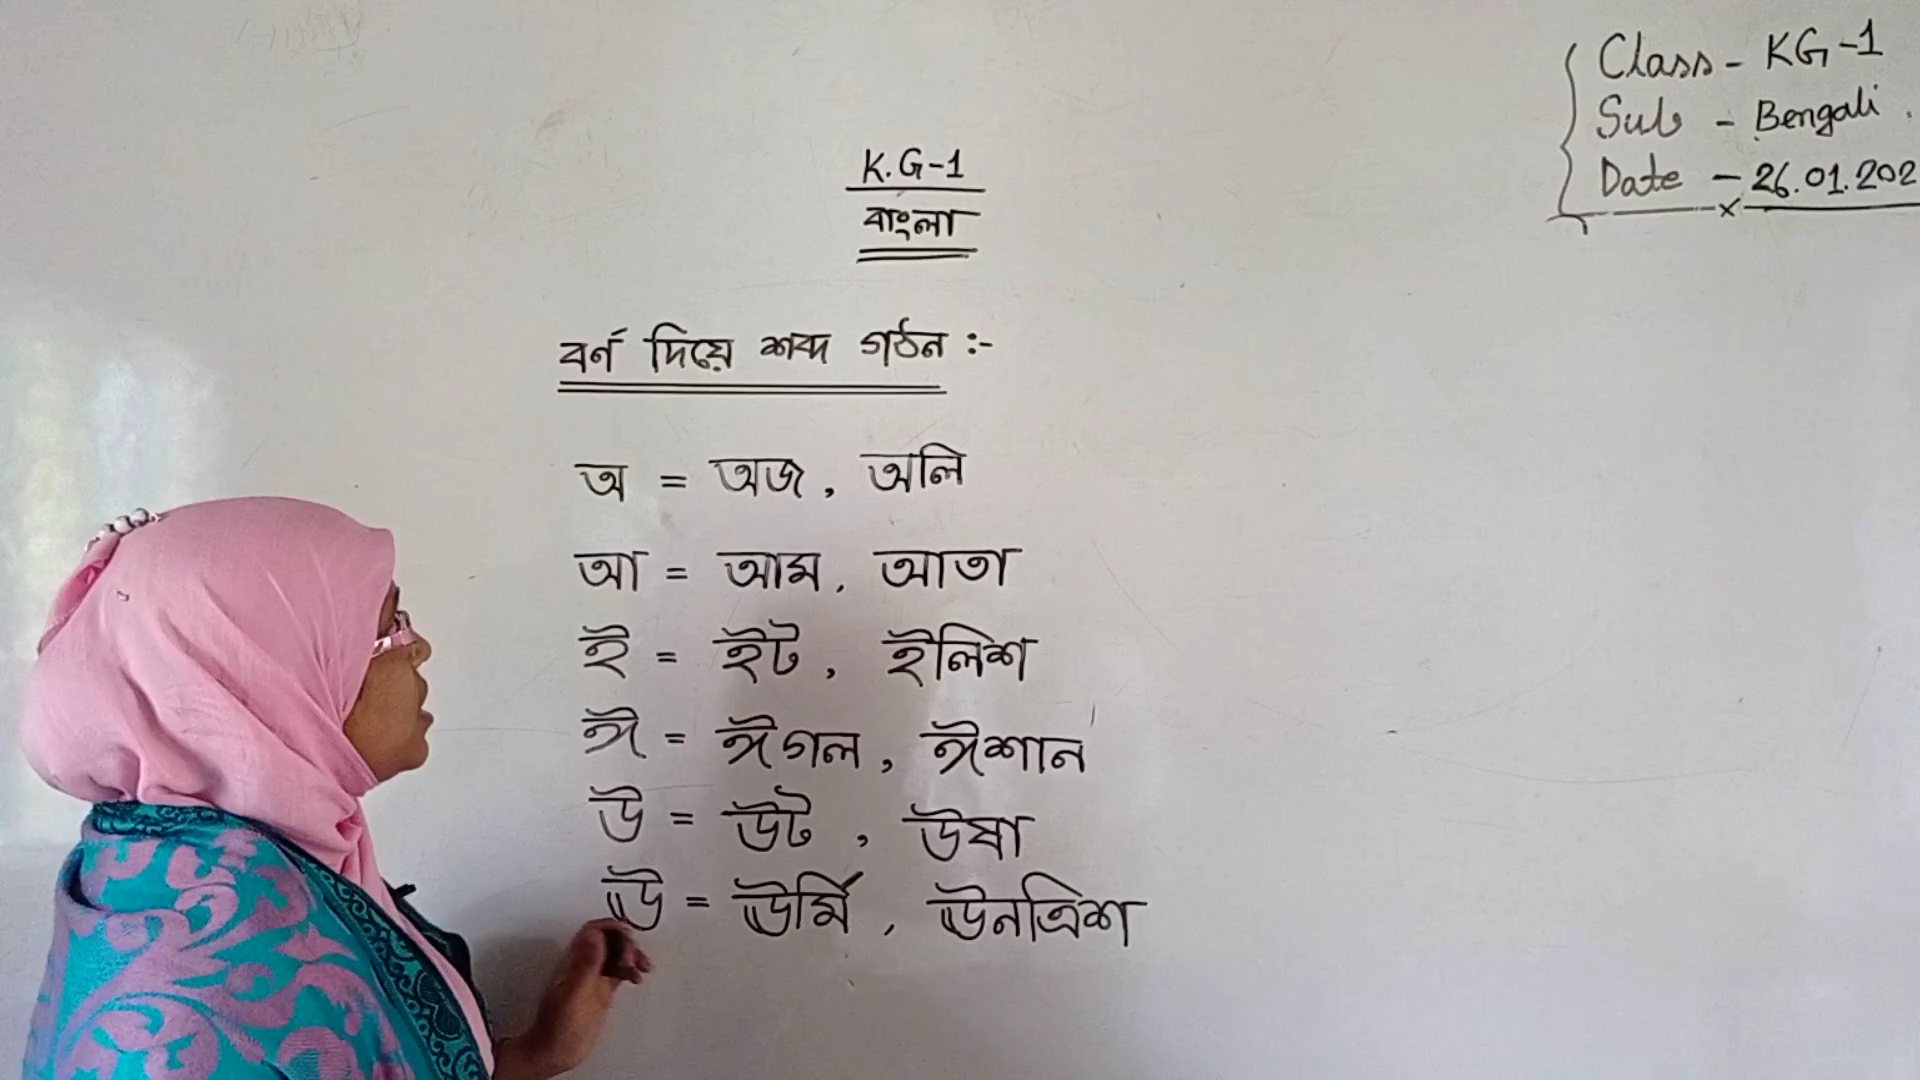 K.G-1
বাংলা
Class - KG-1
Sub - Bengali.
Date - 26.01.202
বর্ণ দিয়ে শব্দ গঠন :-
অ = অজ, অলি
আ = আম, আতা
ই = ইট, ইলিশ
ঈ = ঈগল, ঈশান
উ = উট, উষা
ঊ = ঊর্মি, ঊনত্রিশ